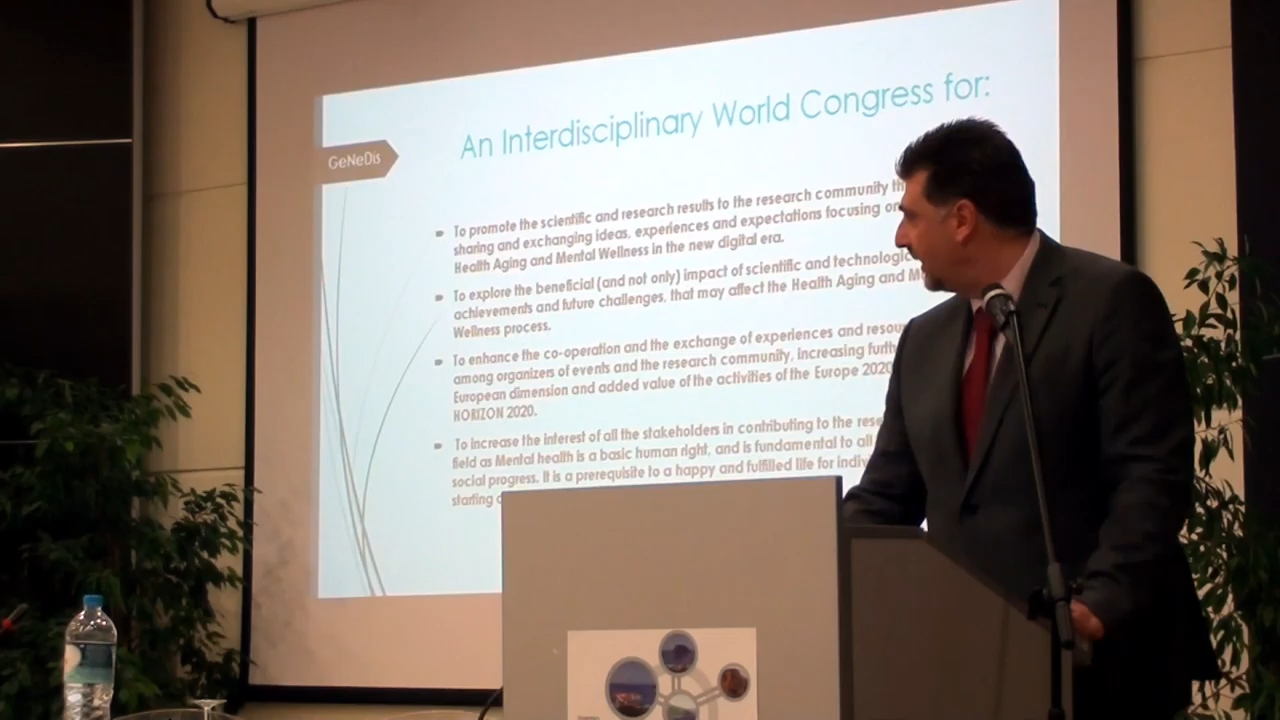 An Interdisciplinary World Congress for:
GeNeDis
To promote the scientific and research results to the research community
sharing and exchanging ideas, experiences and expectations focusing on
Health Aging and Mental Wellness in the new digital era.
To explore the beneficial (and not only) impact of scientific and
achievements and future challenges, that may affect the Health Aging and
Wellness process.
To enhance the co-operation and the exchange of experiences and
among organizers of events and the research community, increasing
European dimension and added value of the activities of the Europe 2020
HORIZON 2020.
To increase the interest of all the stakeholders in contributing to the
field as Mental health is a basic human right, and is fundamental to all
social progress. It is a prerequisite to a happy and fulfilled life for
starting